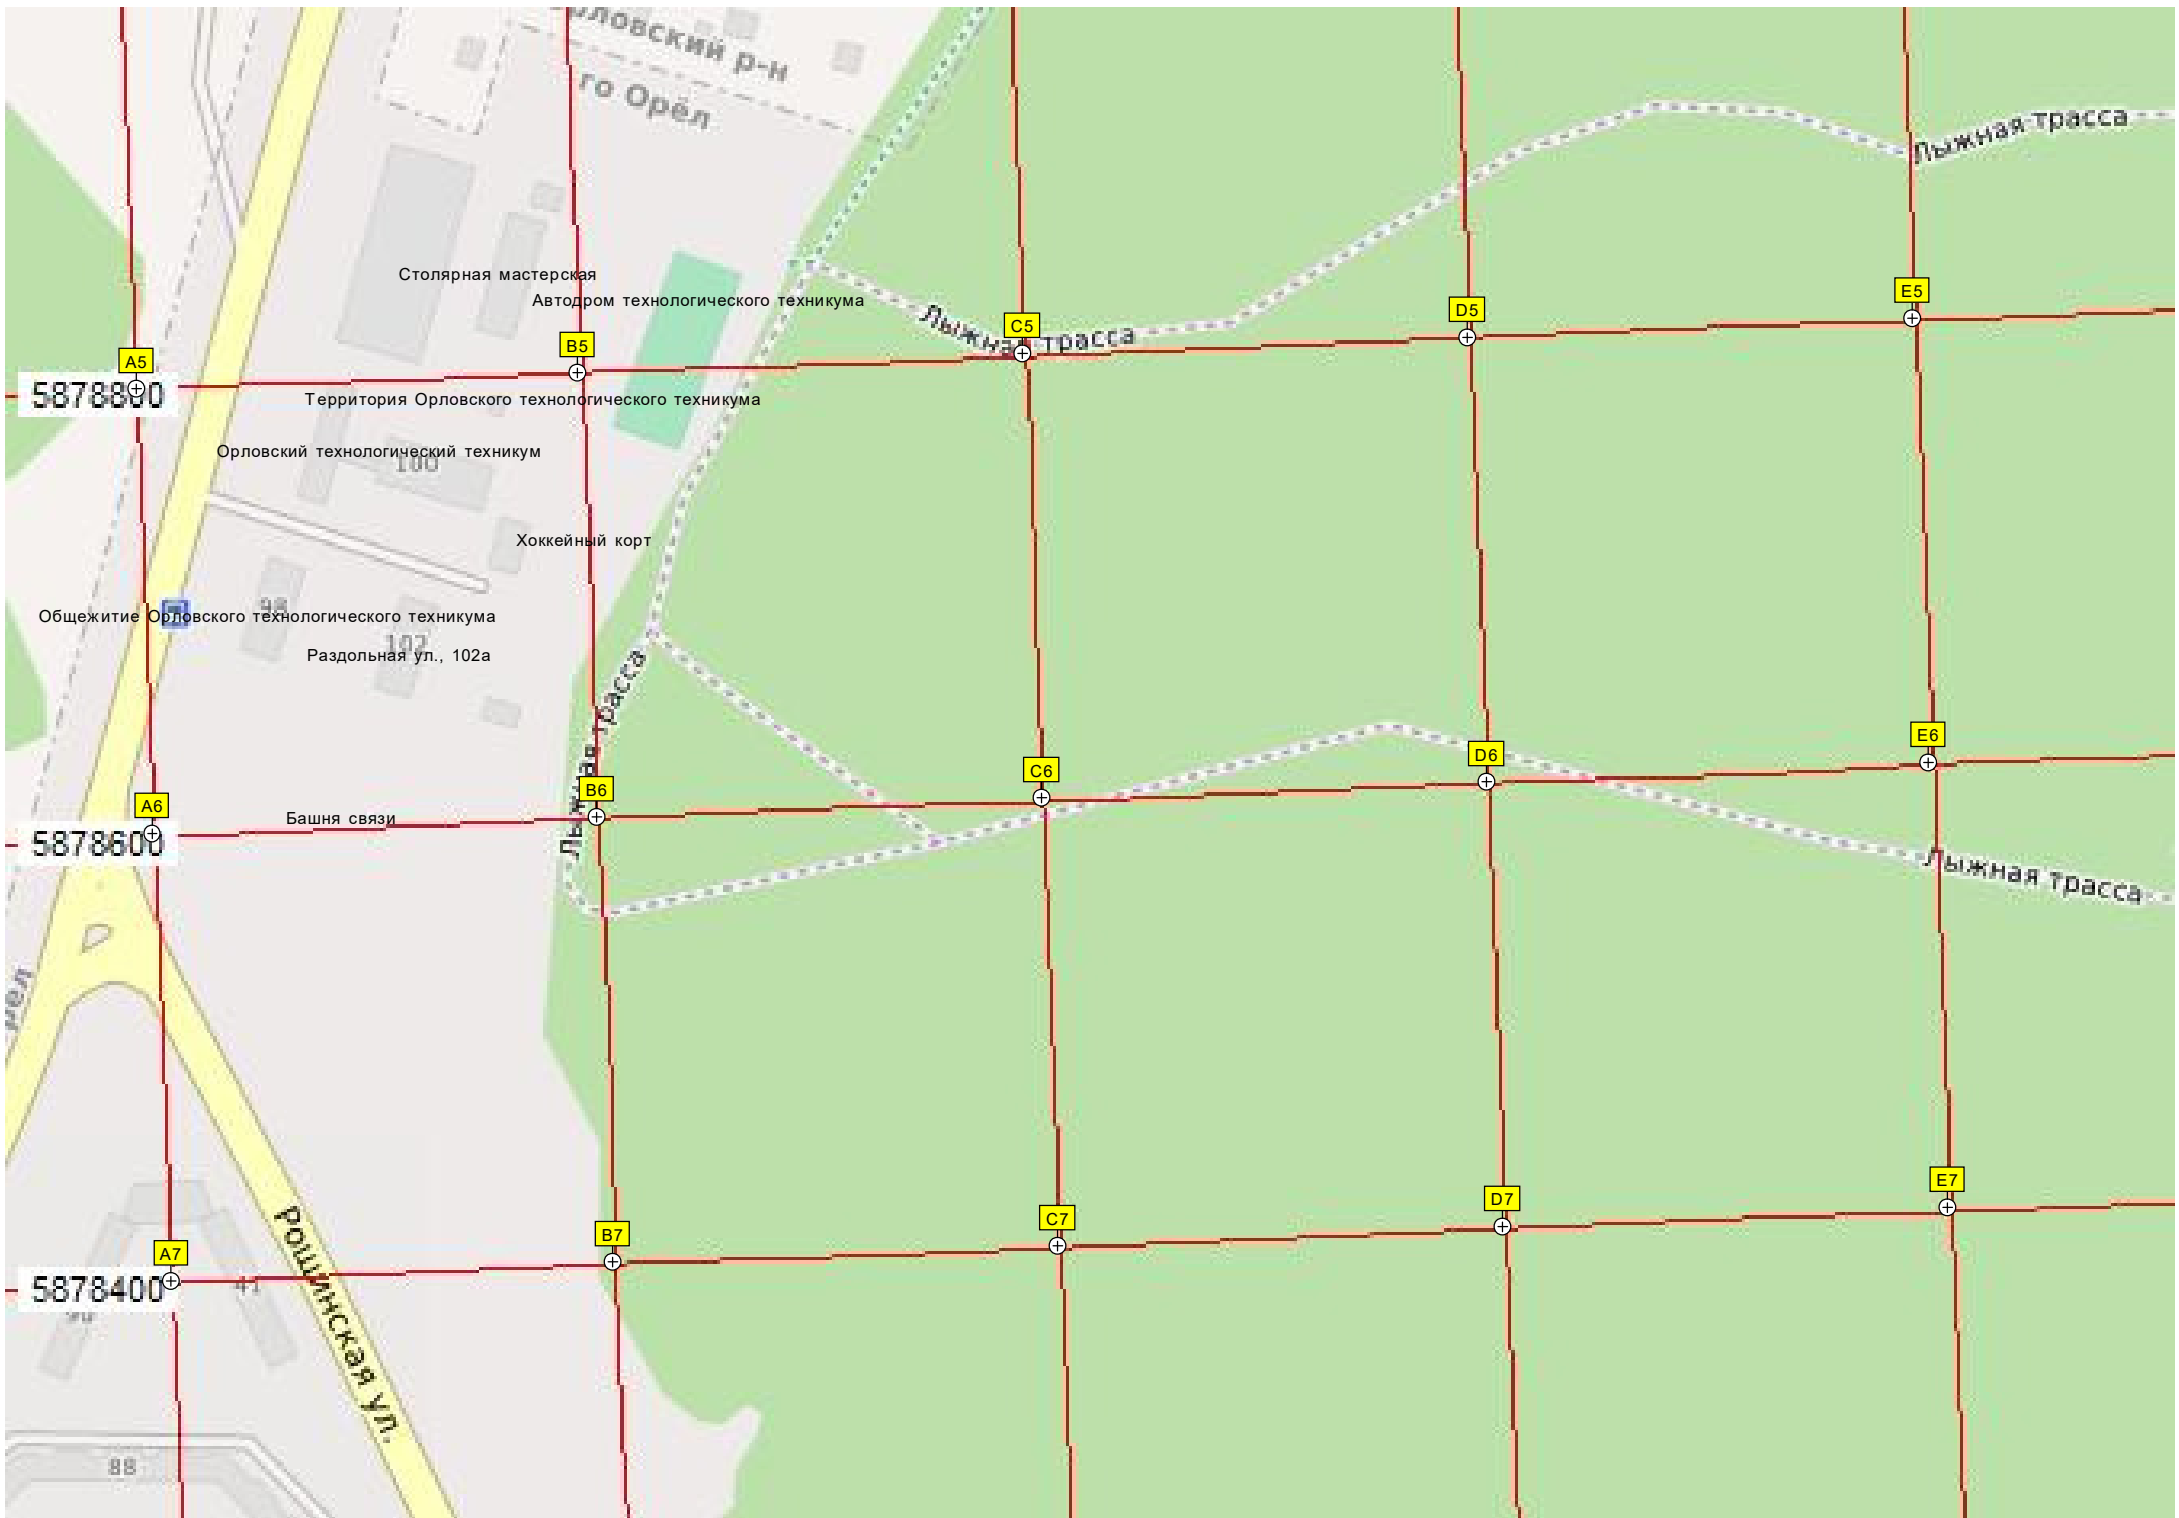 рловский р-н
го Орёл
Лыжная трасса
Столярная мастерская
E5
Автодром технологического техникума
D5
Лыжная трасса
C5
B5
A5
5878800
Территория Орловского технологического техникума
Орловский технологический техникум
100
Хоккейный корт
98
Общежитие Орловского технологического техникума
102
Раздольная ул., 102а
Лыжная трасса
E6
D6
C6
B6
A6
Башня связи
5878600
Лыжная трасса
рёл
E7
D7
C7
B7
A7
5878400
41
90
Рощинская ул.
88